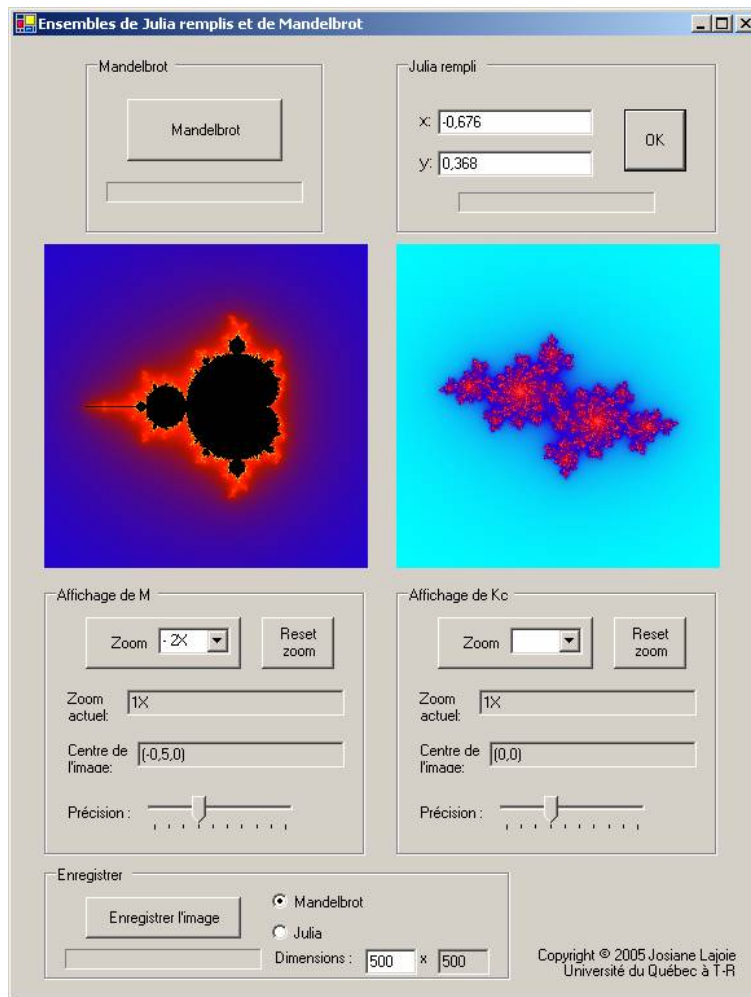 Ensembles de Julia remplis et de Mandelbrot
Mandelbrot
Mandelbrot
Julia rempli
x: -0,676
y: 0,368
OK
Affichage de M
Zoom - 2X
Reset
zoom
Zoom
actuel: 1X
Centre de
l'image: (-0,5,0)
Précision :
Affichage de Kc
Zoom
Reset
zoom
Zoom
actuel: 1X
Centre de
l'image: (0,0)
Précision :
Enregistrer
Enregistrer l'image
Mandelbrot
Julia
Dimensions : 500 x 500
Copyright © 2005 Josiane Lajoie
Université du Québec à T-R